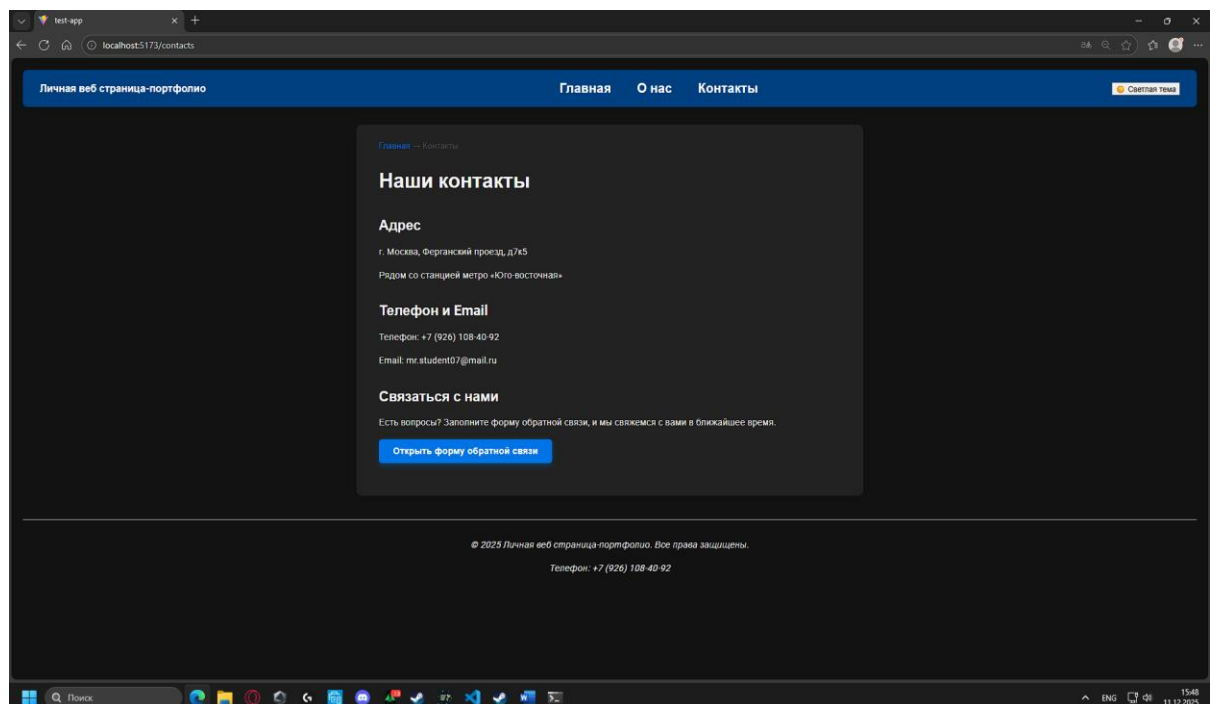 test-app
localhost:5173/contacts
Личная веб страница-портфолио
Главная О нас Контакты
Светлая тема
Главная → Контакты
Наши контакты
Адрес
г. Москва, Ферганский проезд, д7к5
Рядом со станцией метро «Юго-восточная»
Телефон и Email
Телефон: +7 (926) 108-40-92
Email: mr.student07@mail.ru
Связаться с нами
Есть вопросы? Заполните форму обратной связи, и мы свяжемся с вами в ближайшее время.
Открыть форму обратной связи
© 2025 Личная веб страница-портфолио. Все права защищены.
Телефон: +7 (926) 108-40-92
Поиск
ENG
15:48
11.12.2025